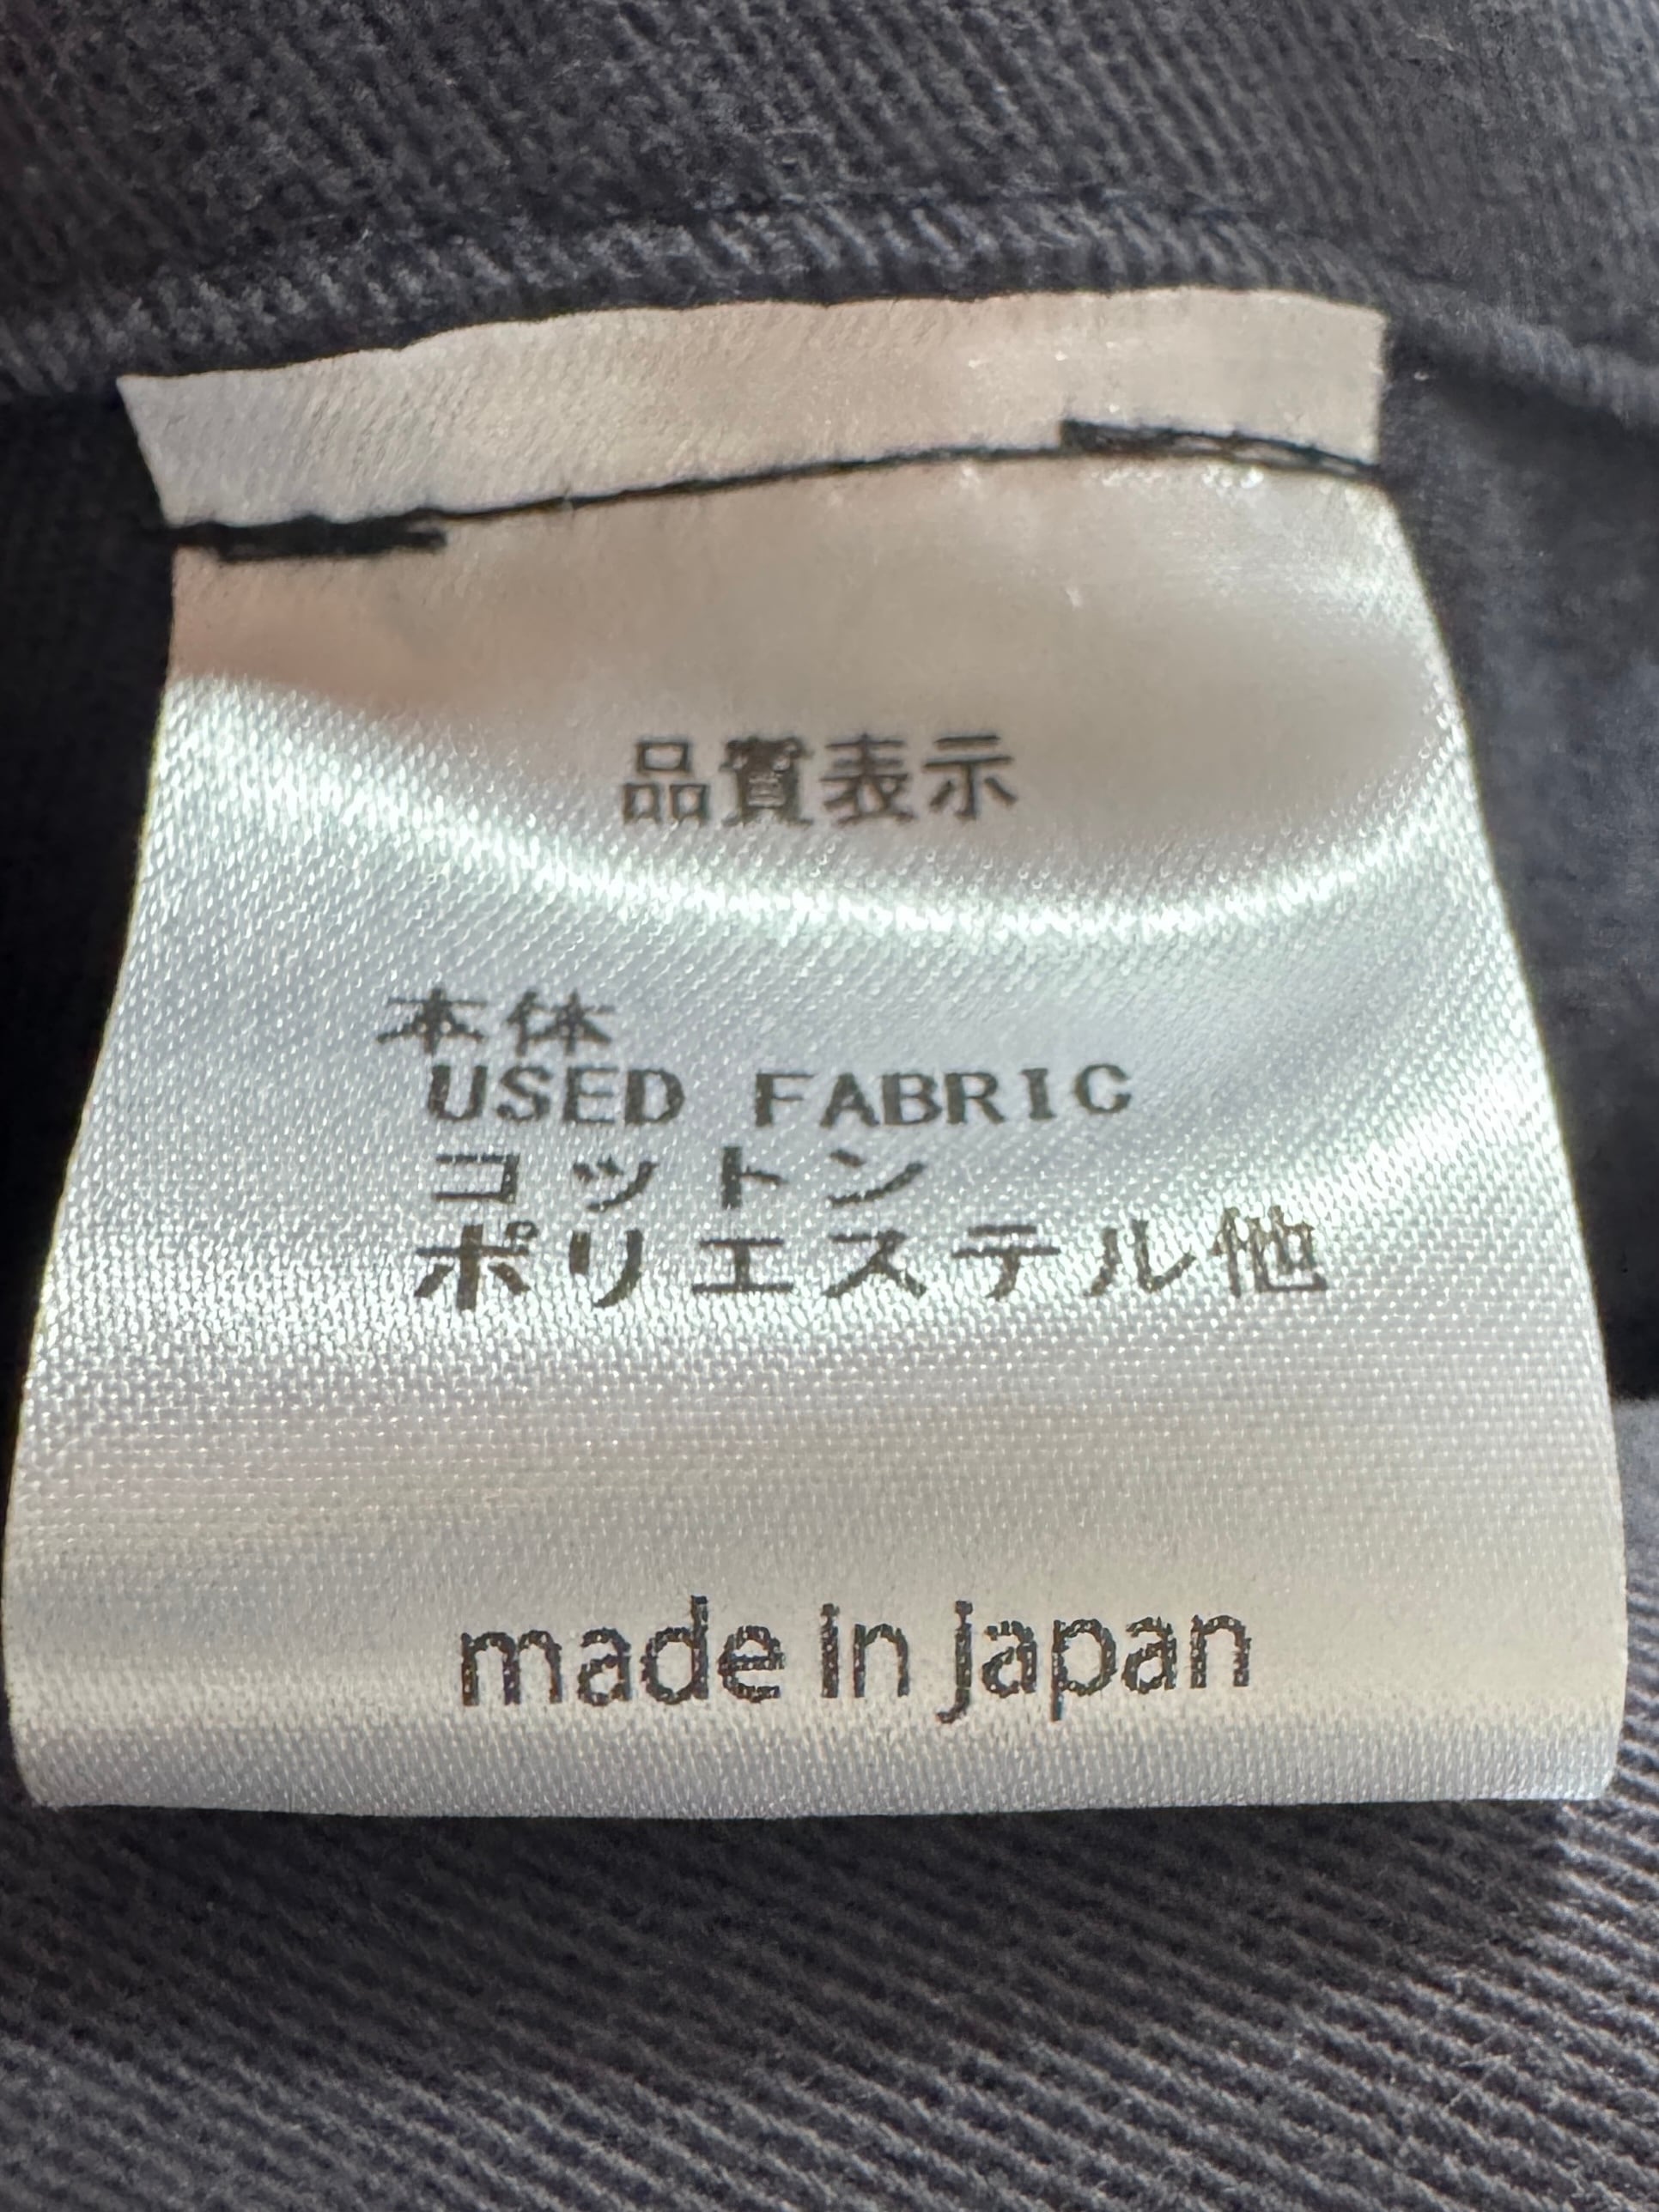 品質表示
本体
USED FABRIC
コットン
ポリエステル他
made in japan